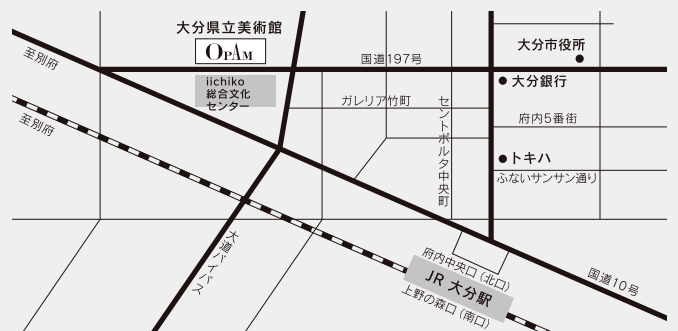 大分県立美術館
OPAM
至別府
iichiko
総合文化
センター
国道197号
大分市役所
大分銀行
ガレリア竹町
セントポルタ中央町
府内5番街
至別府
トキハ
ふないサンサン通り
大道バイパス
府内中央口(北口)
JR 大分駅
上野の森口(南口)
国道10号